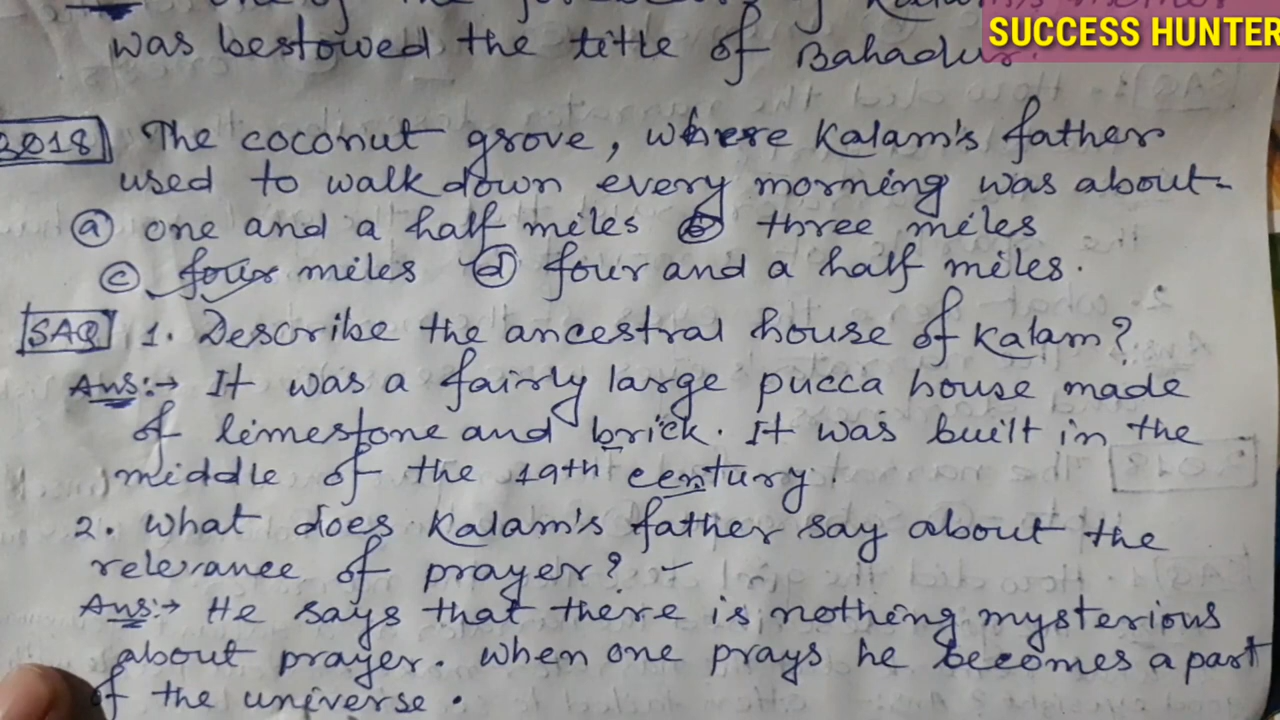 SUCCESS HUNTER
was bestowed the title of Bahadur.
2018 The coconut grove, where Kalam's father
used to walk down every morning was about-
(a) one and a half miles (b) three miles
(c) four miles (d) four and a half miles.
SAQ 1. Describe the ancestral house of Kalam?
Ans:→ It was a fairly large pucca house made
of limestone and brick. It was built in the
middle of the 19th century.
2. What does Kalam's father say about the
relevance of prayer? -
Ans:→ He says that there is nothing mysterious
about prayer. When one prays he becomes a part
of the universe.